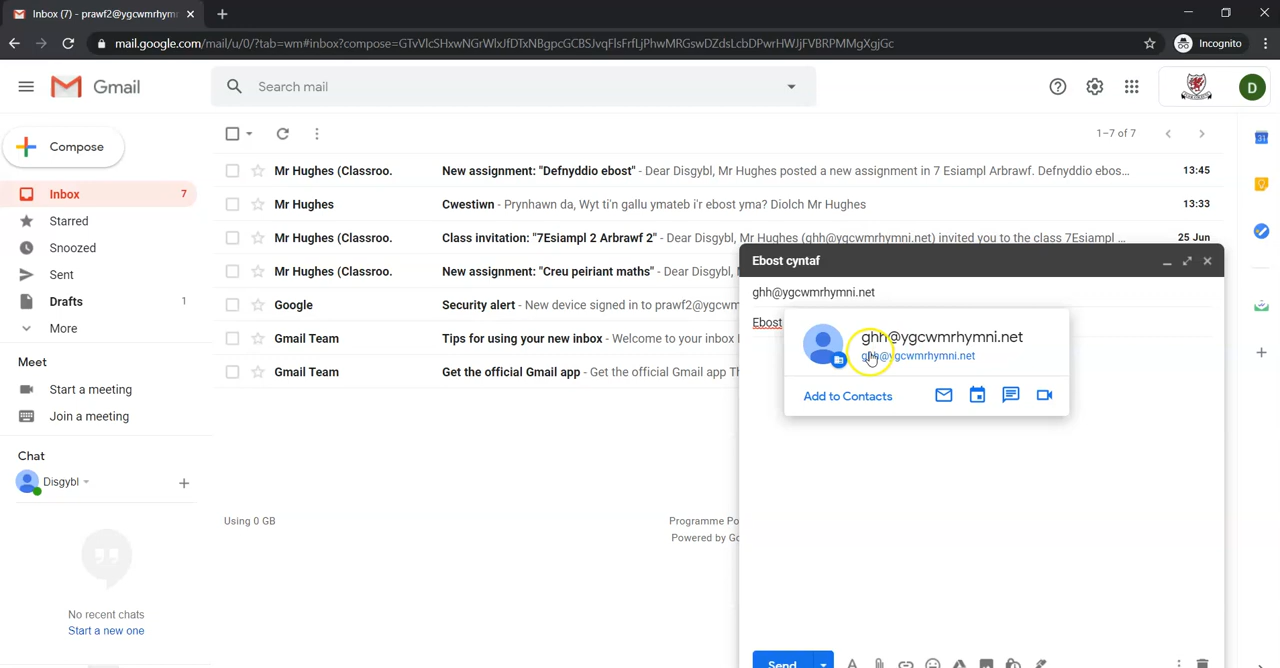 Inbox (7) - prawf2@ygcwmrhymn
mail.google.com/mail/u/0/?tab=wm#inbox?compose=GTvVlcSHxwNGrWlxJfDTxNBgpcGCBSJvqFlsFrfLjPhwMRGswDZdsLcbDPwrHWJjFVBRPMMgXgjGc
Incognito
Gmail
Search mail
D
Compose
1–7 of 7
31
Mr Hughes (Classroo.
New assignment: "Defnyddio ebost" - Dear Disgybl, Mr Hughes posted a new assignment in 7 Esiampl Arbrawf. Defnyddio ebos...
13:45
Inbox
7
Mr Hughes
Cwestiwn - Prynhawn da, Wyt ti'n gallu ymateb i'r ebost yma? Diolch Mr Hughes
13:33
Starred
Mr Hughes (Classroo.
Class invitation: "7Esiampl 2 Arbrawf 2" - Dear Disgybl, Mr Hughes (ghh@ygcwmrhymni.net) invited you to the class 7Esiampl ...
25 Jun
Snoozed
Sent
Mr Hughes (Classroo.
New assignment: "Creu peiriant maths" - Dear Disgybl,
Drafts
1
Google
Security alert - New device signed in to prawf2@ygcwm
More
Gmail Team
Tips for using your new inbox - Welcome to your inbox
Gmail Team
Get the official Gmail app - Get the official Gmail app
Meet
Start a meeting
Join a meeting
Chat
Disgybl
No recent chats
Start a new one
Using 0 GB
Programme
Powered by
Ebost cyntaf
ghh@ygcwmrhymni.net
Ebost
ghh@ygcwmrhymni.net
ghh@ygcwmrhymni.net
Add to Contacts
Send